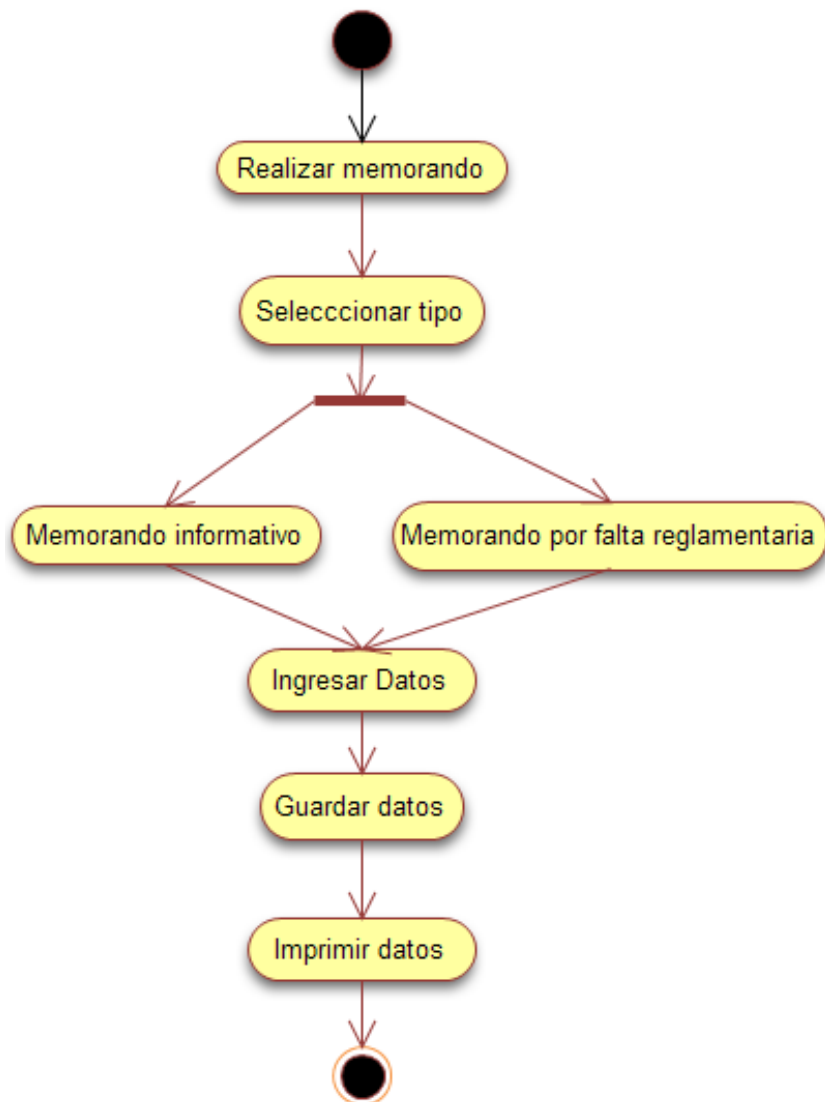 Realizar memorando
Selecccionar tipo
Memorando informativo
Memorando por falta reglamentaria
Ingresar Datos
Guardar datos
Imprimir datos